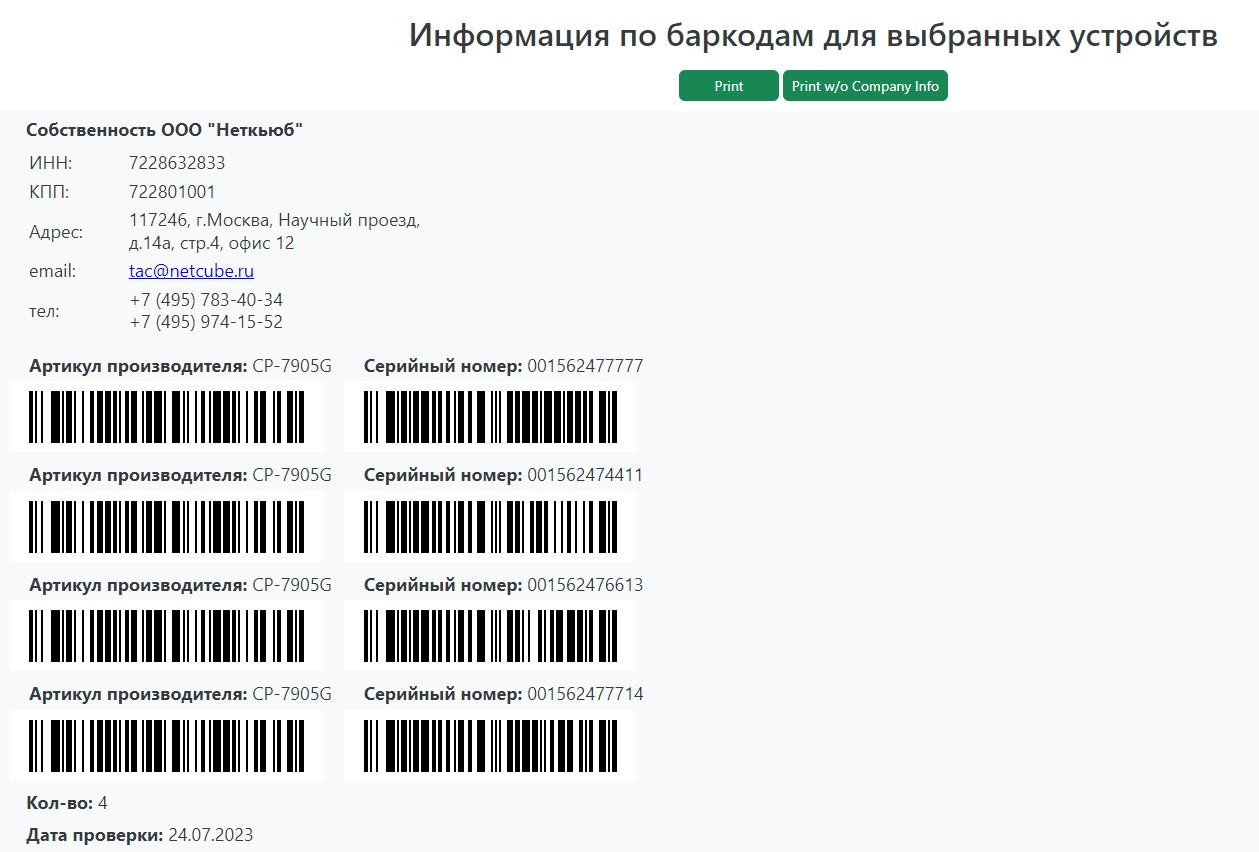 Информация по баркодам для выбранных устройств
Print Print w/o Company Info
Собственность ООО "Неткьюб"
ИНН: 7228632833
КПП: 722801001
Адрес: 117246, г.Москва, Научный проезд,
д.14а, стр.4, офис 12
email: tac@netcube.ru
тел: +7 (495) 783-40-34
+7 (495) 974-15-52
Артикул производителя: CP-7905G Серийный номер: 001562477777
Артикул производителя: CP-7905G Серийный номер: 001562474411
Артикул производителя: CP-7905G Серийный номер: 001562476613
Артикул производителя: CP-7905G Серийный номер: 001562477714
Кол-во: 4
Дата проверки: 24.07.2023